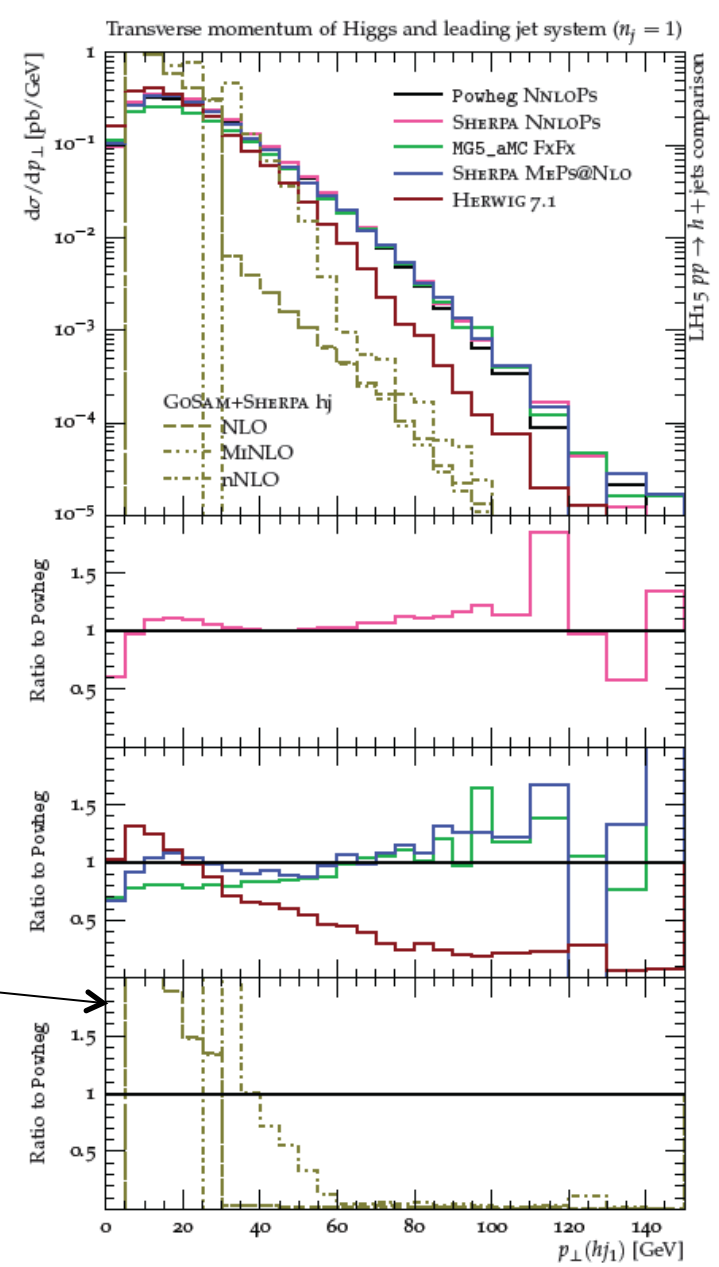 Transverse momentum of Higgs and leading jet system (n_j = 1)
dσ/dp⊥ [pb/GeV]
1
10⁻¹
10⁻²
10⁻³
10⁻⁴
10⁻⁵
Powheg NNLOPS
SHERPA NNLOPS
MG5_aMC FxFx
SHERPA MEPS@NLO
HERWIG 7.1
GOSAM+SHERPA hj
NLO
MINLO
nNLO
LH15 pp → h + jets comparison
Ratio to Powheg
1.5
1
0.5
Ratio to Powheg
1.5
1
0.5
Ratio to Powheg
1.5
1
0.5
0 20 40 60 80 100 120 140
p⊥(hj₁) [GeV]